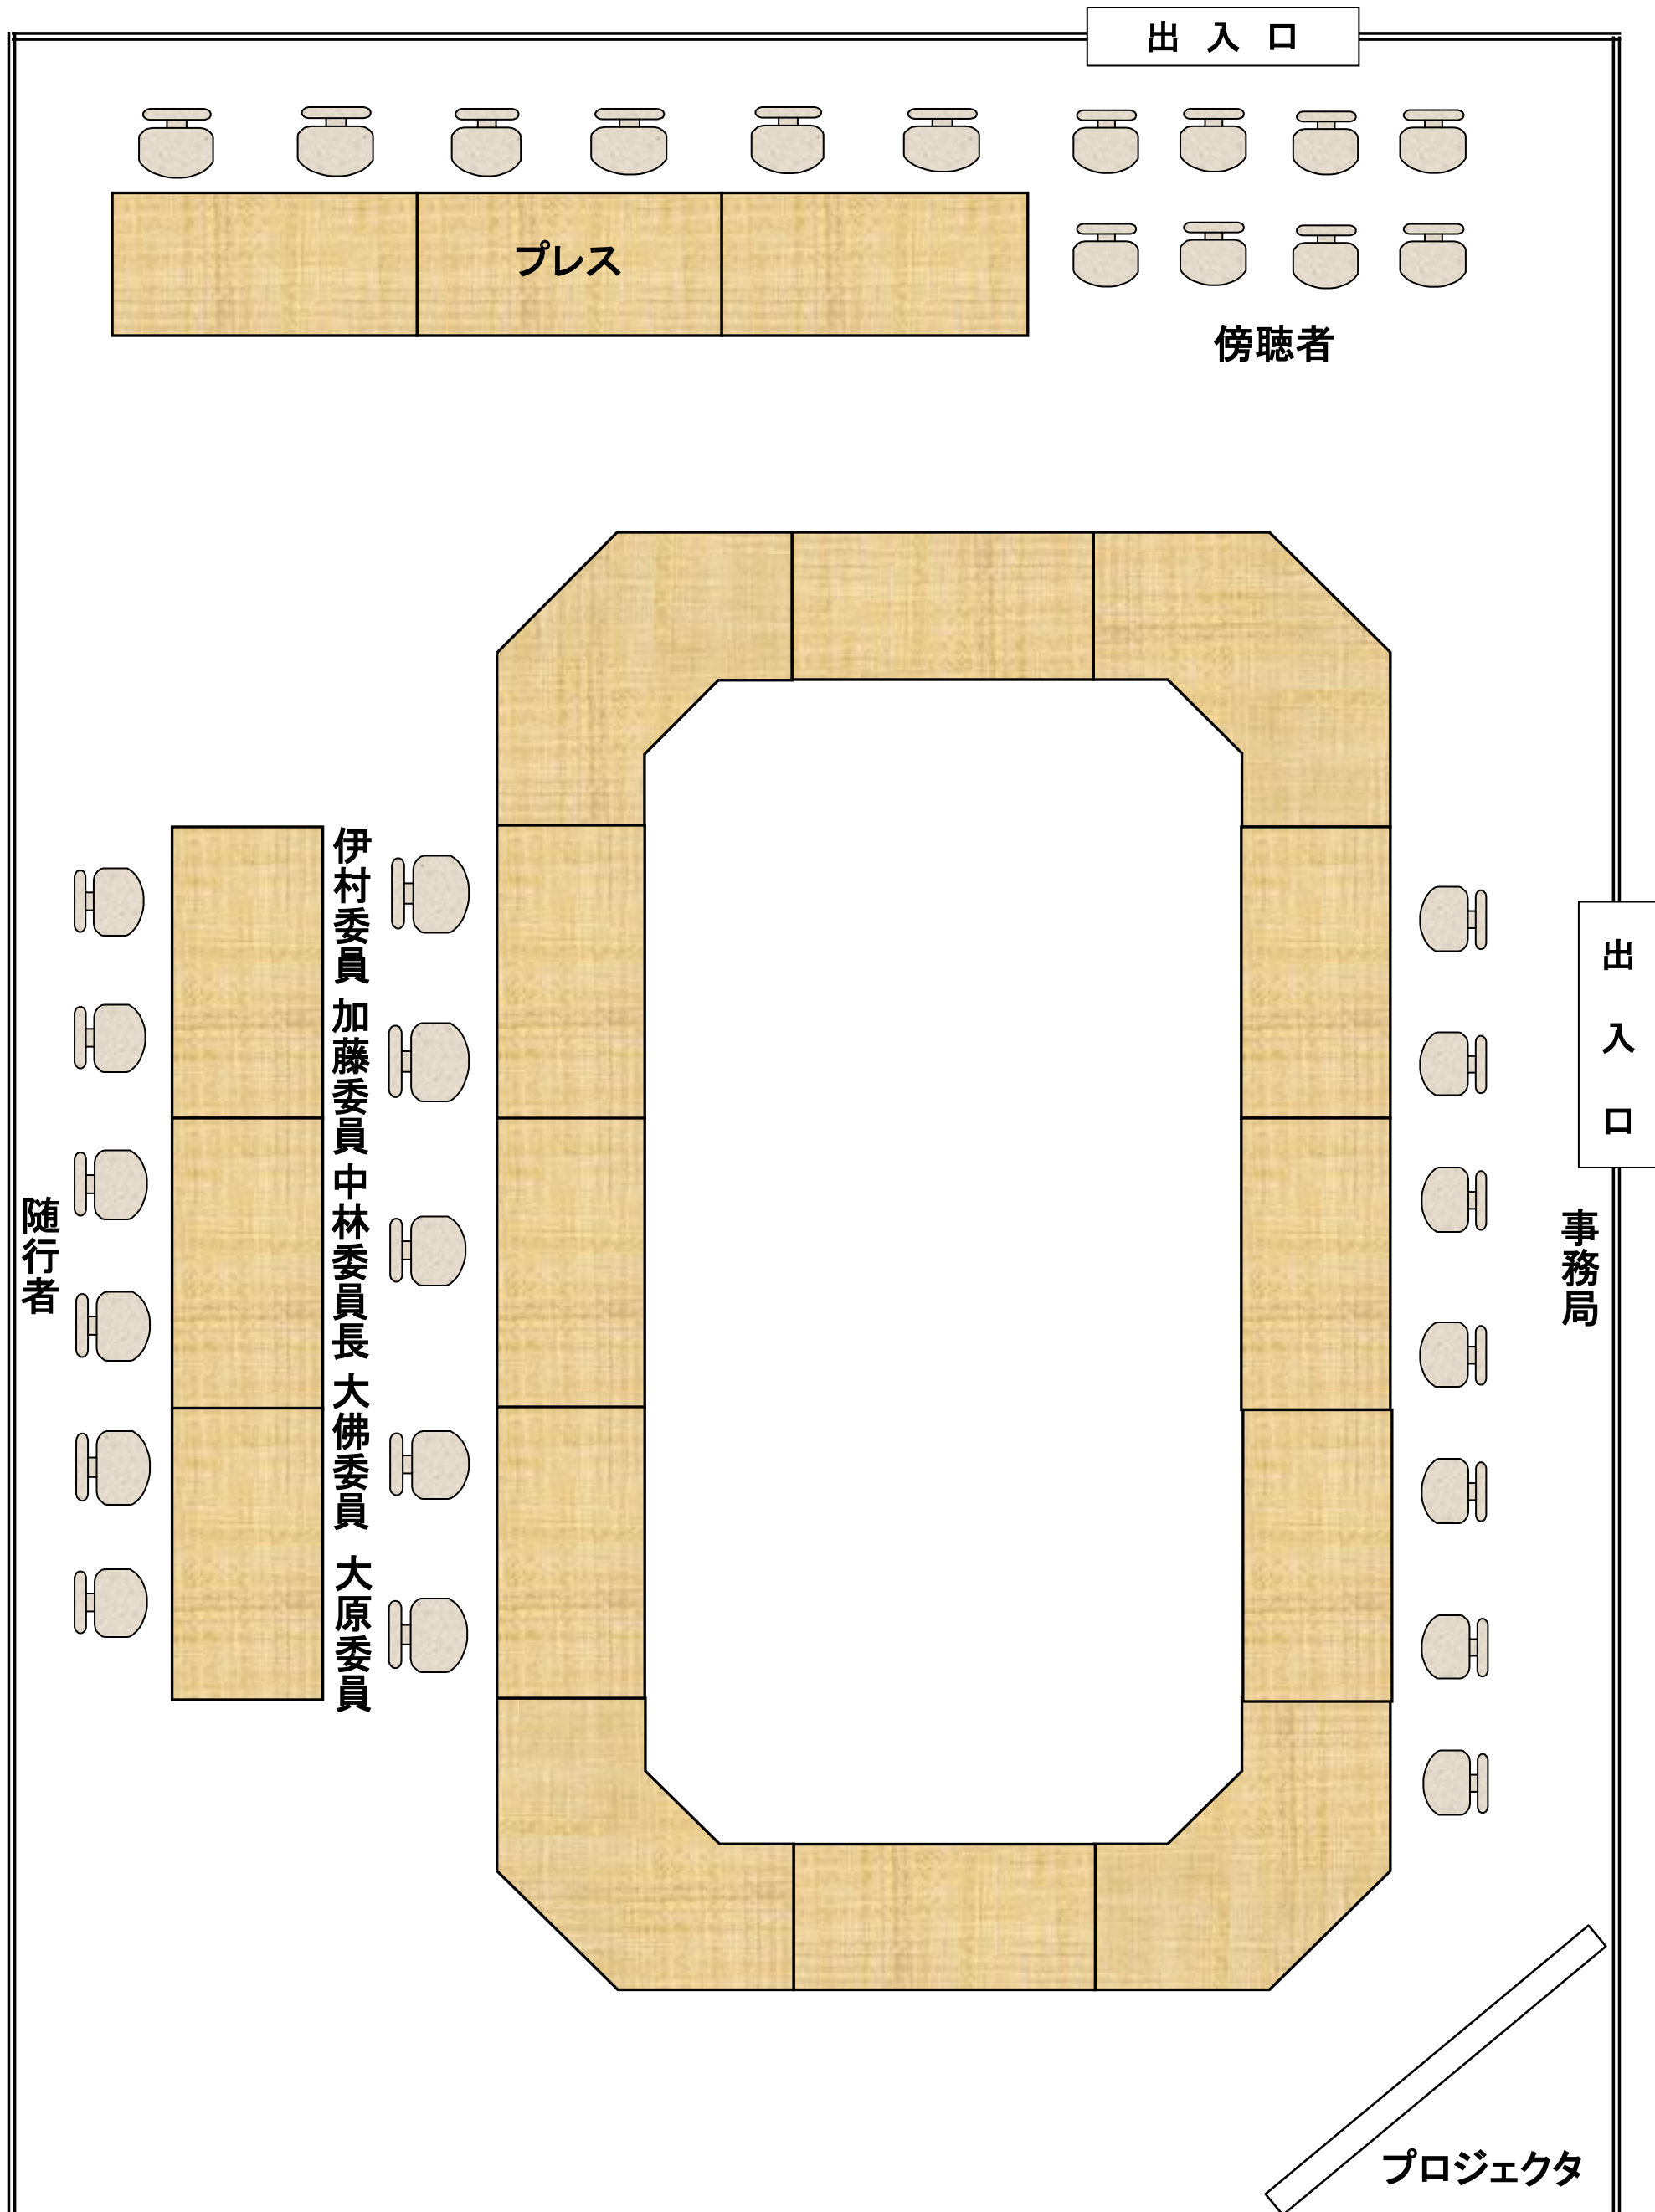 出入口
プレス
傍聴者
伊村委員
加藤委員
中林委員長
大佛委員
大原委員
随行者
出入口
事務局
プロジェクタ